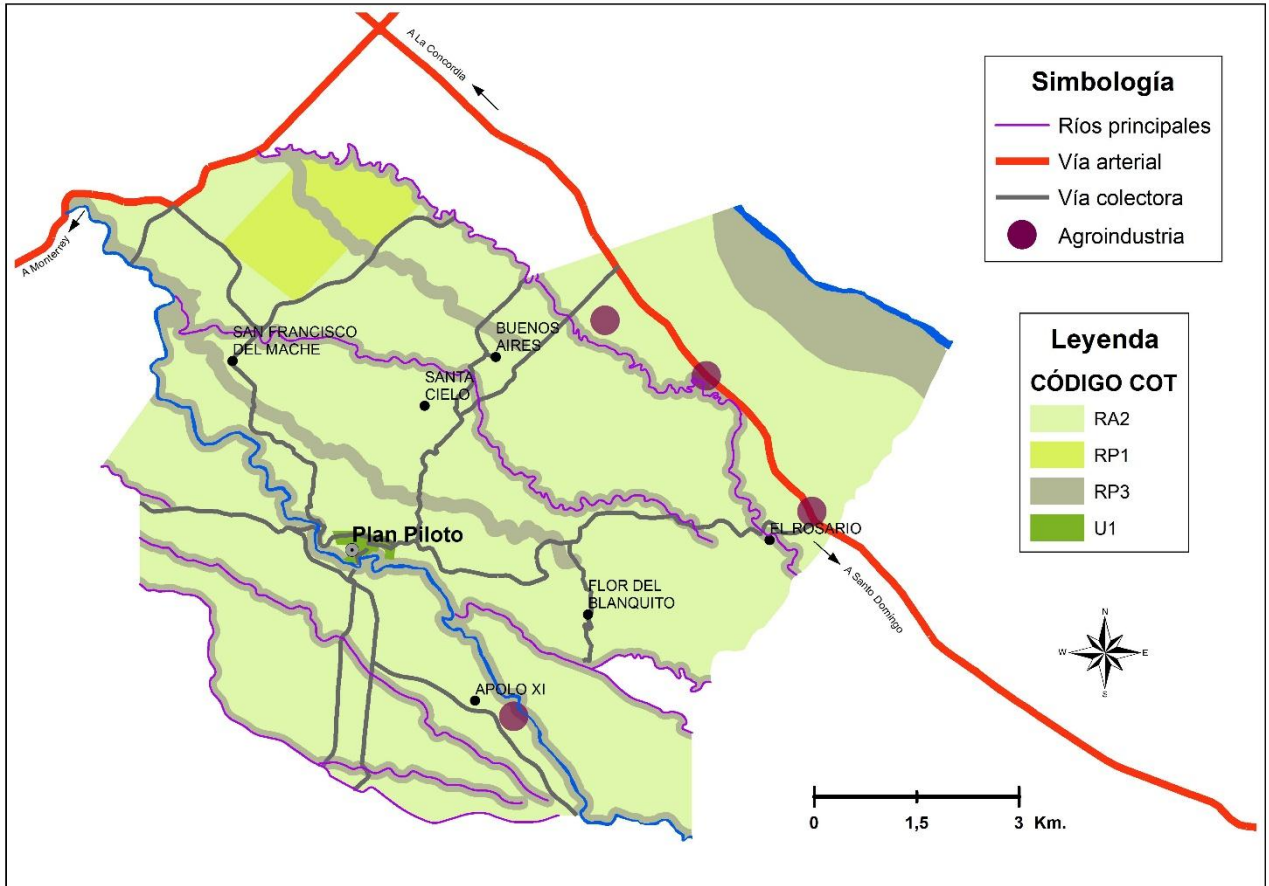 A La Concordia
Simbología
Ríos principales
Vía arterial
Vía colectora
Agroindustria
A Monterray
SAN FRANCISCO
DEL MACHE
BUENOS
AIRES
SANTA
CIELO
Leyenda
CÓDIGO COT
RA2
RP1
RP3
U1
Plan Piloto
EL ROSARIO
A Santo Domingo
FLOR DEL
BLANQUITO
APOLO XI
N
W
E
S
0 1,5 3 Km.